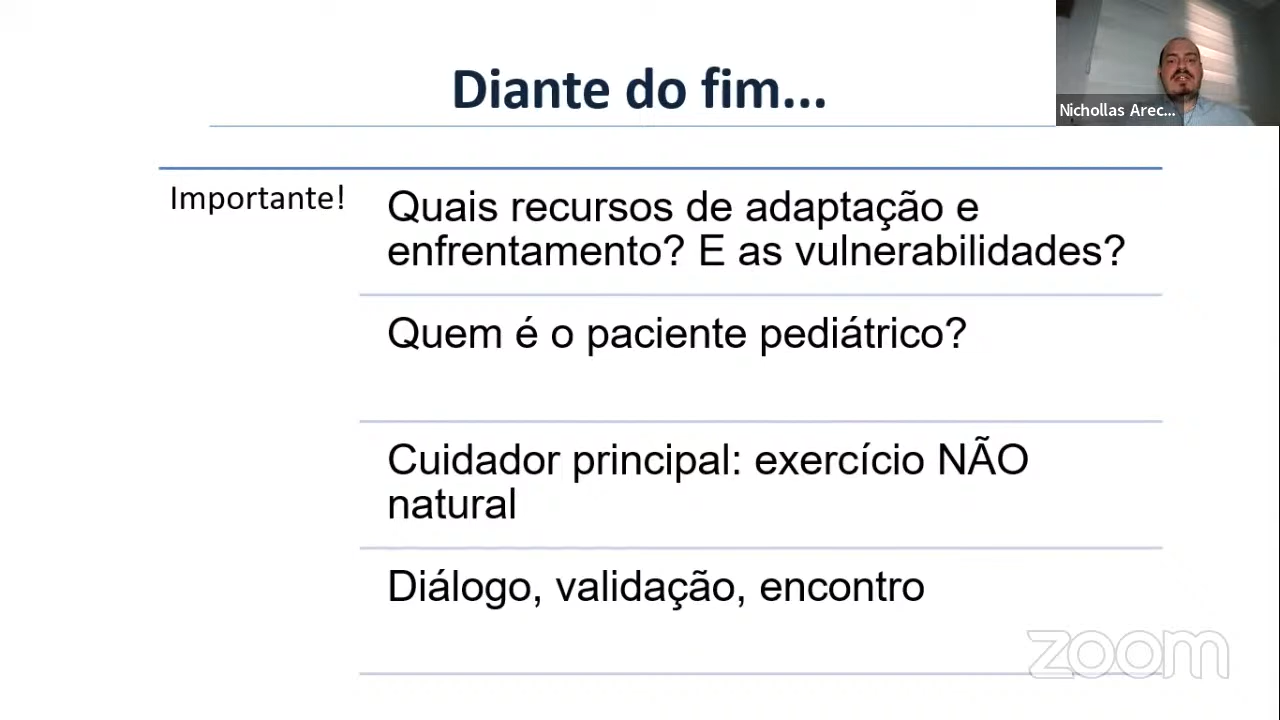 Diante do fim...
Nichollas Arec...
Importante!
Quais recursos de adaptação e
enfrentamento? E as vulnerabilidades?
Quem é o paciente pediátrico?
Cuidador principal: exercício NÃO
natural
Diálogo, validação, encontro
zoom